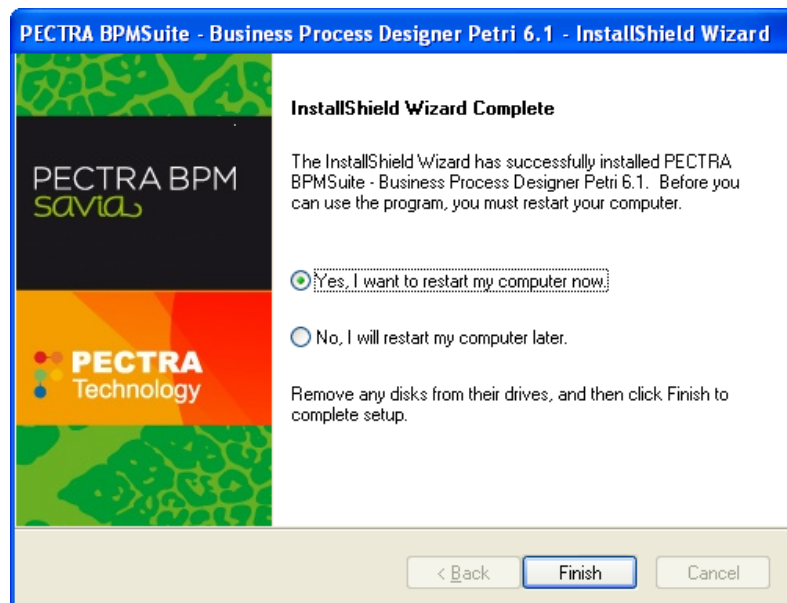 PECTRA BPMSuite - Business Process Designer Petri 6.1 - InstallShield Wizard
PECTRA BPM
savia
PECTRA
Technology
InstallShield Wizard Complete
The InstallShield Wizard has successfully installed PECTRA
BPMSuite - Business Process Designer Petri 6.1. Before you
can use the program, you must restart your computer.
Yes, I want to restart my computer now.
No, I will restart my computer later.
Remove any disks from their drives, and then click Finish to
complete setup.
< Back
Finish
Cancel